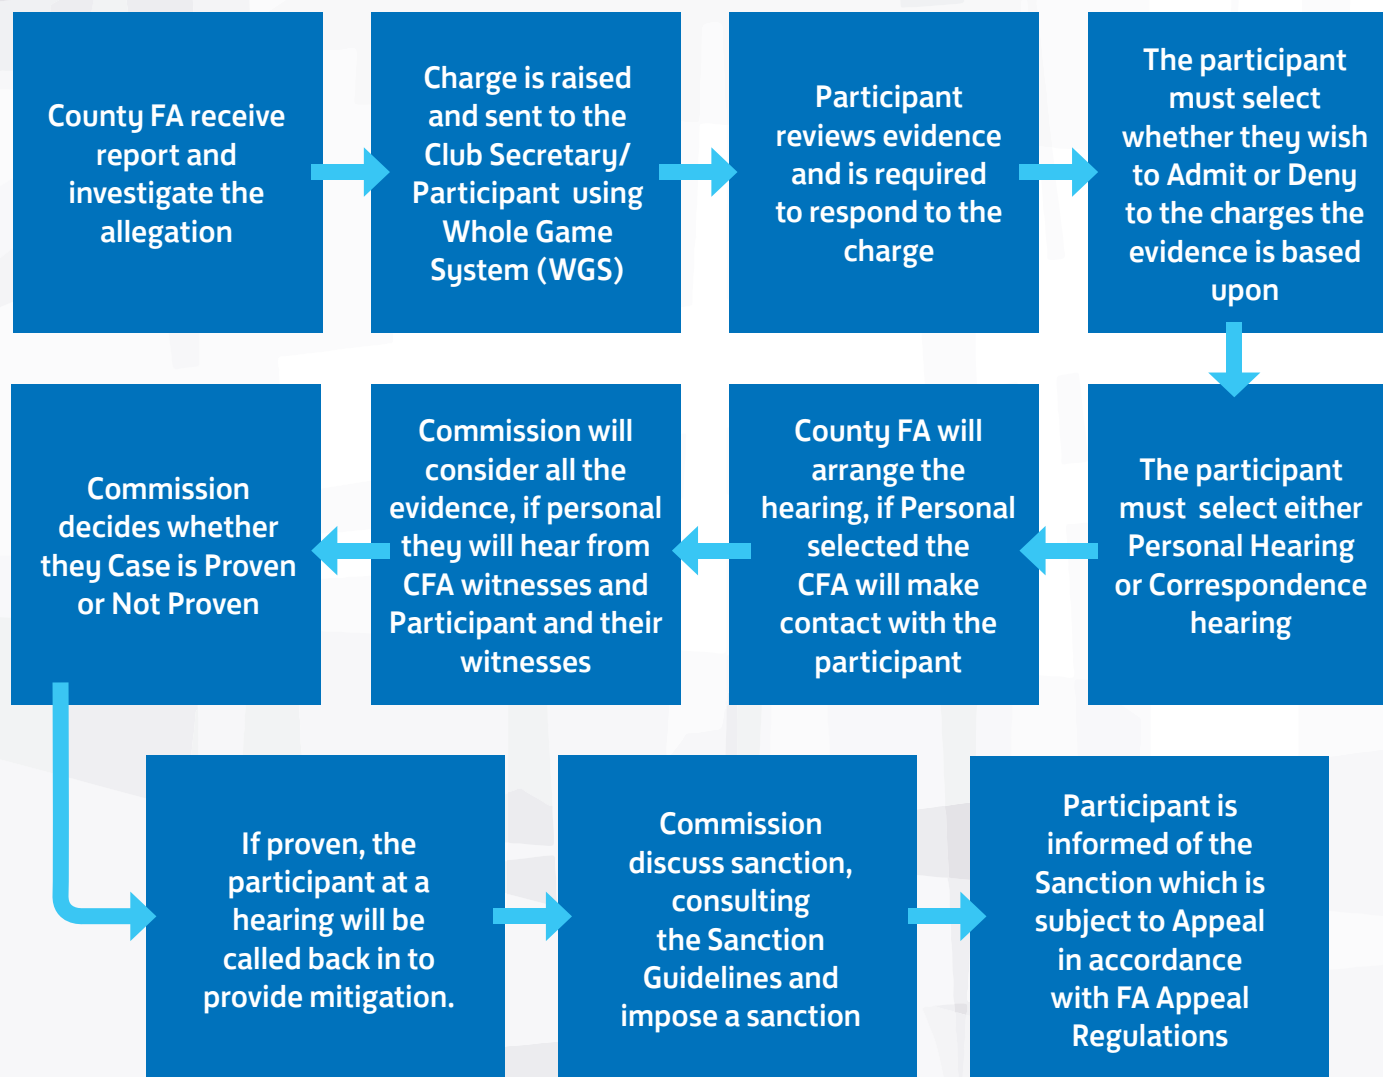 County FA receive
report and
investigate the
allegation
Charge is raised
and sent to the
Club Secretary/
Participant using
Whole Game
System (WGS)
Participant
reviews evidence
and is required
to respond to the
charge
The participant
must select
whether they wish
to Admit or Deny
to the charges the
evidence is based
upon
The participant
must select either
Personal Hearing
or Correspondence
hearing
County FA will
arrange the
hearing, if Personal
selected the
CFA will make
contact with the
participant
Commission will
consider all the
evidence, if personal
they will hear from
CFA witnesses and
Participant and their
witnesses
Commission
decides whether
they Case is Proven
or Not Proven
If proven, the
participant at a
hearing will be
called back in to
provide mitigation.
Commission
discuss sanction,
consulting
the Sanction
Guidelines and
impose a sanction
Participant is
informed of the
Sanction which is
subject to Appeal
in accordance
with FA Appeal
Regulations